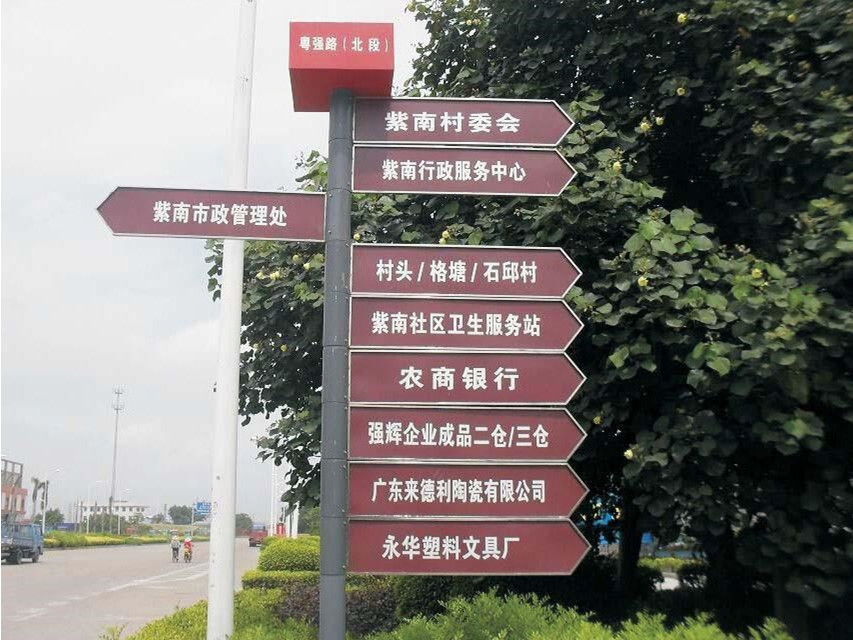 粤强路（北段）
紫南村委会
紫南行政服务中心
紫南市政管理处
村头/格塘/石邱村
紫南社区卫生服务站
农商银行
强辉企业成品二仓/三仓
广东来德利陶瓷有限公司
永华塑料文具厂